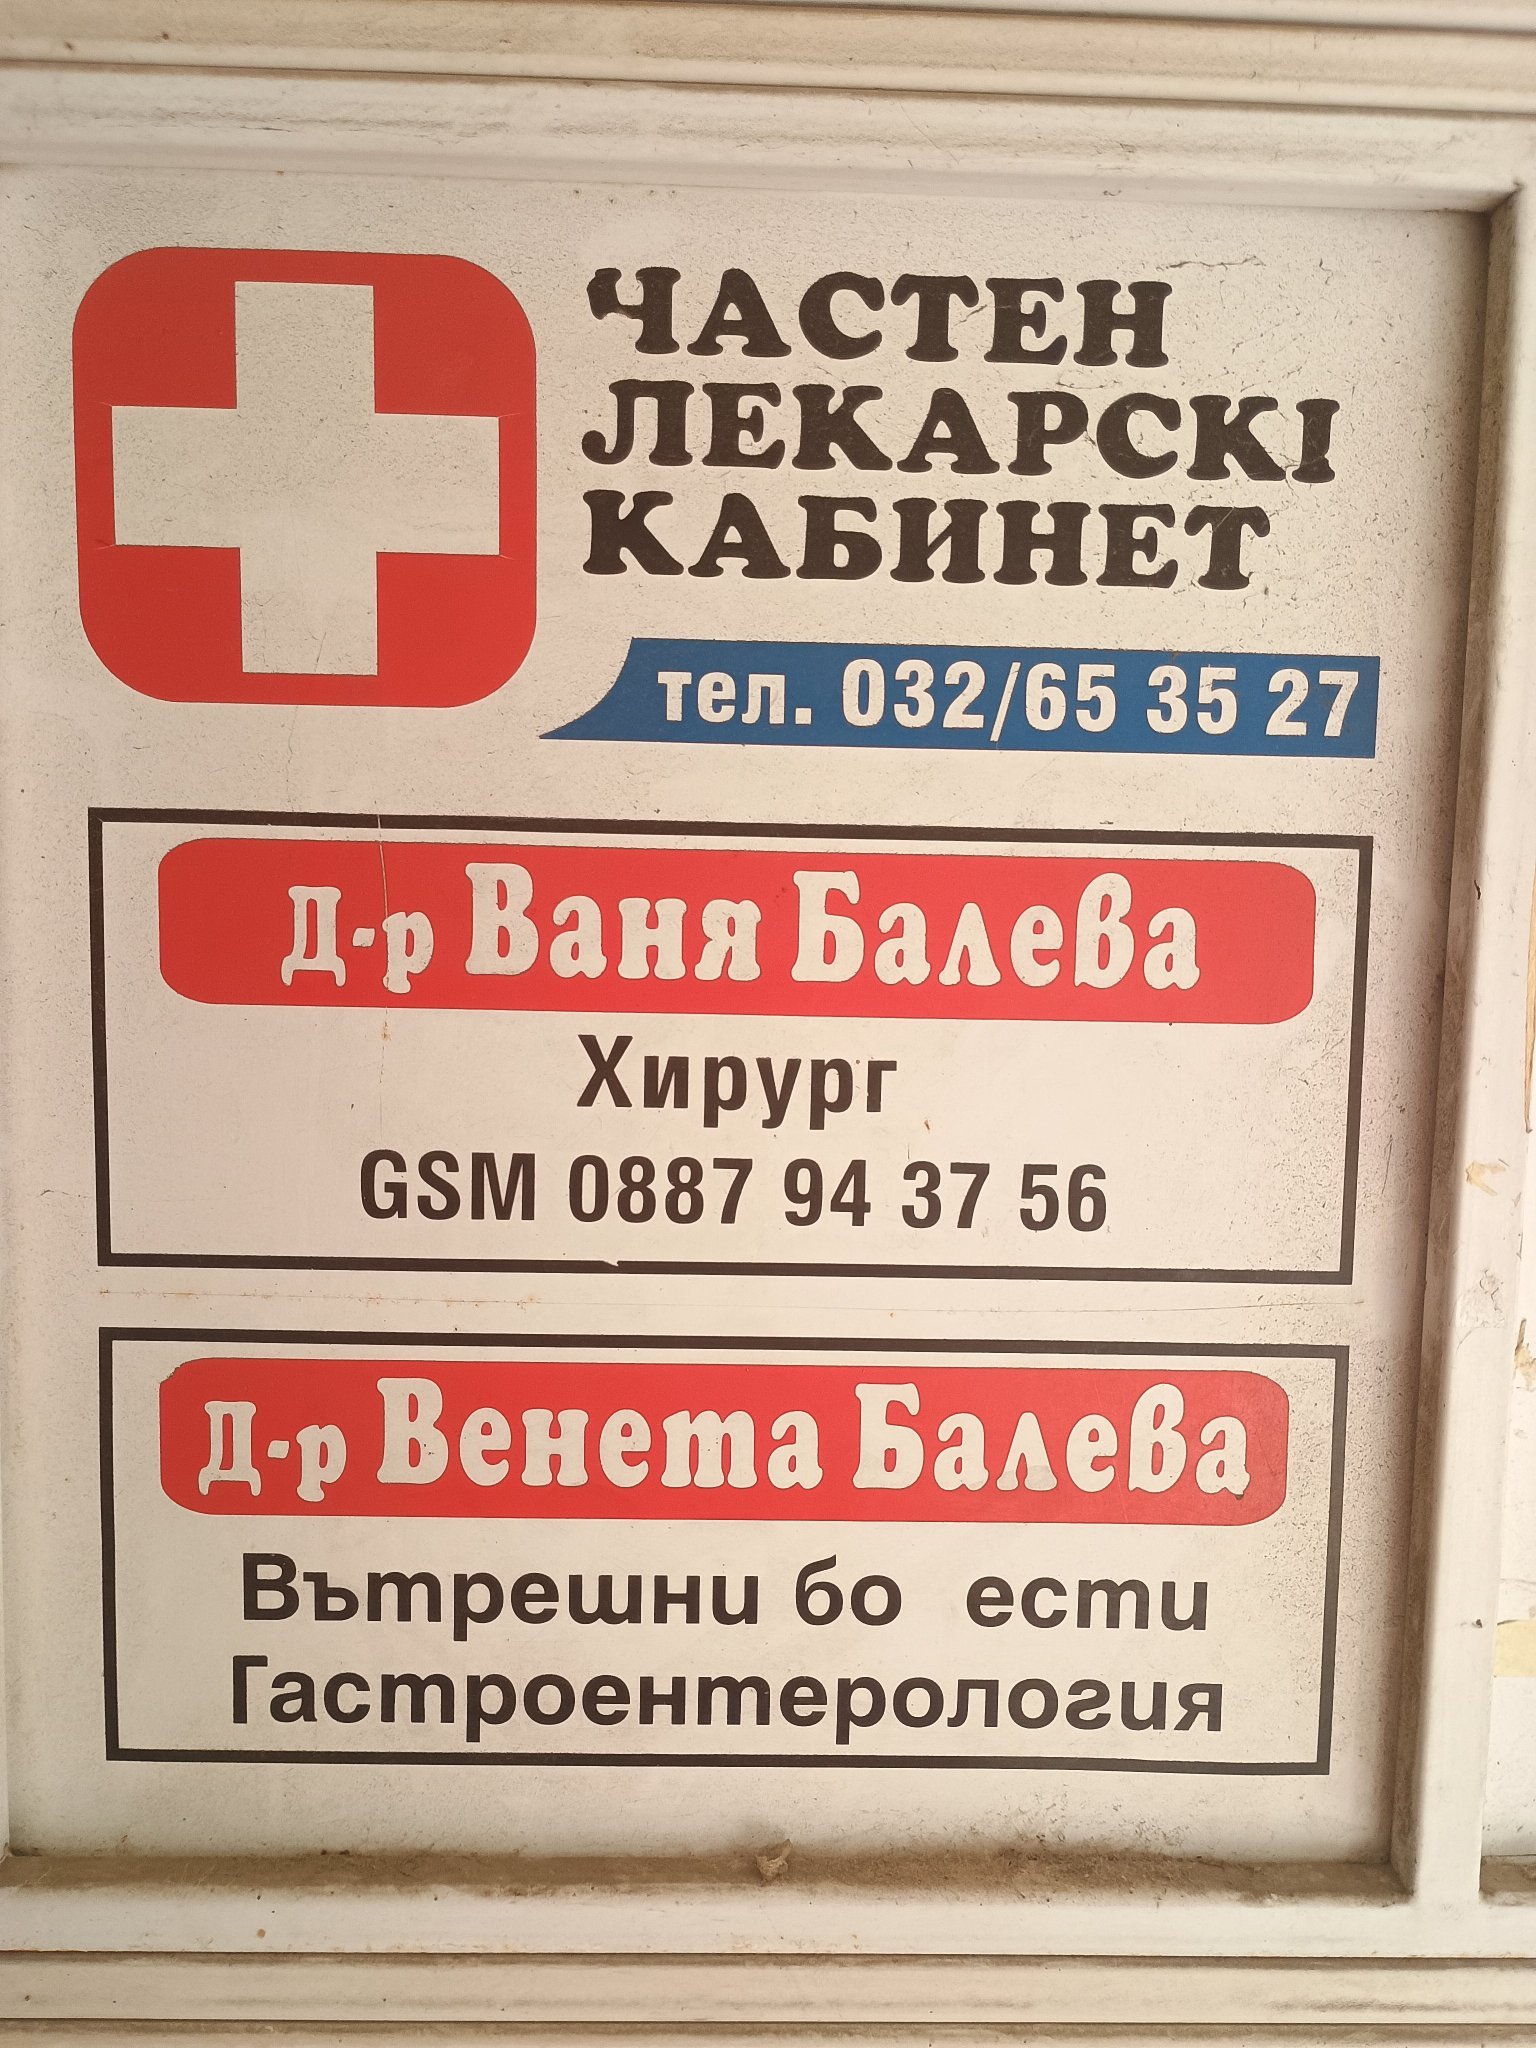 ЧАСТЕН
ЛЕКАРСКІ
КАБИНЕТ
тел. 032/65 35 27
Д-р Ваня Балева
Хирург
GSM 0887 94 37 56
Д-р Венета Балева
Вътрешни бо ести
Гастроентерология